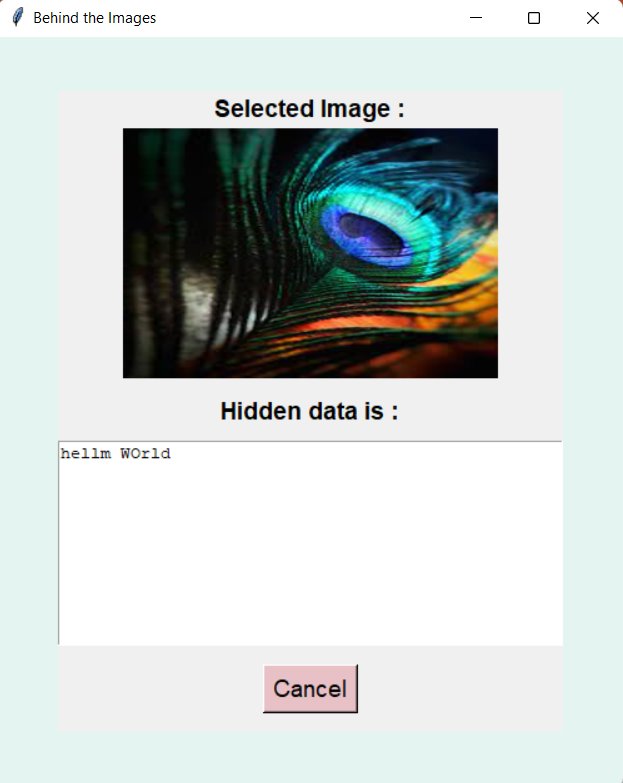 Behind the Images
Selected Image :
Hidden data is :
hellm WOrld
Cancel